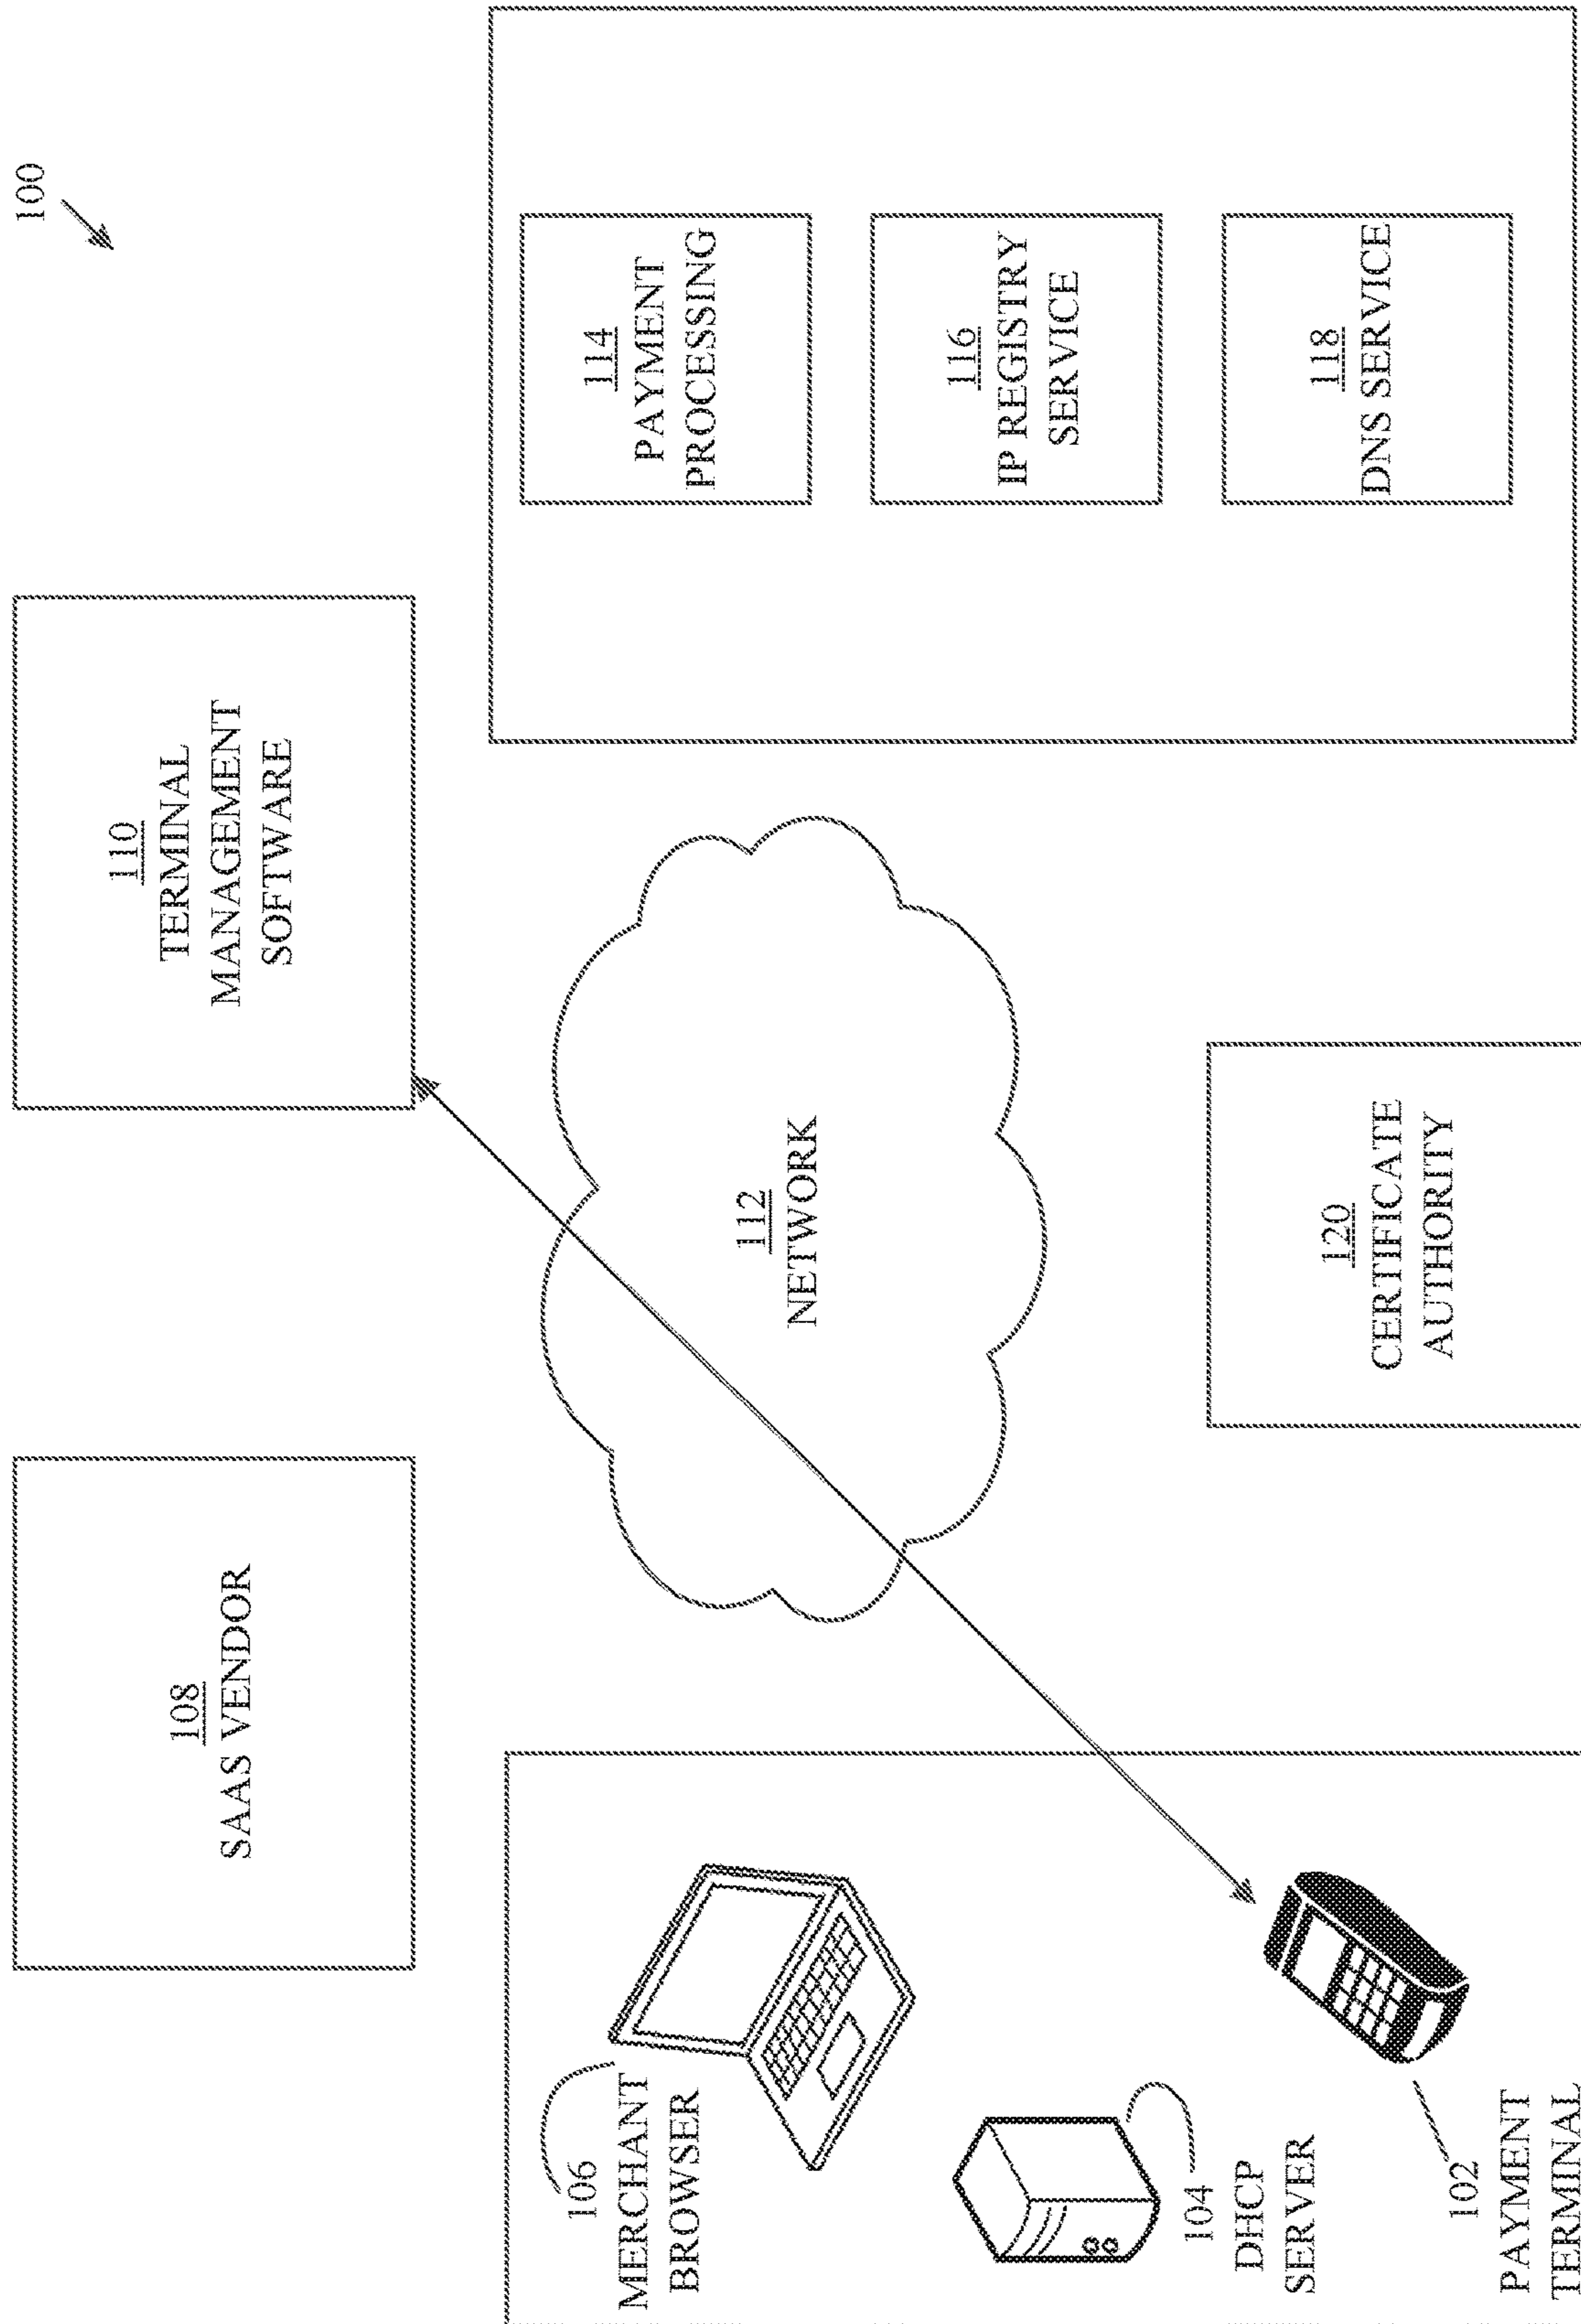 100
108
SAAS VENDOR
110
TERMINAL
MANAGEMENT
SOFTWARE
106
MERCHANT
BROWSER
104
DHCP
SERVER
102
PAYMENT
TERMINAL
112
NETWORK
120
CERTIFICATE
AUTHORITY
114
PAYMENT
PROCESSING
116
IP REGISTRY
SERVICE
118
DNS SERVICE